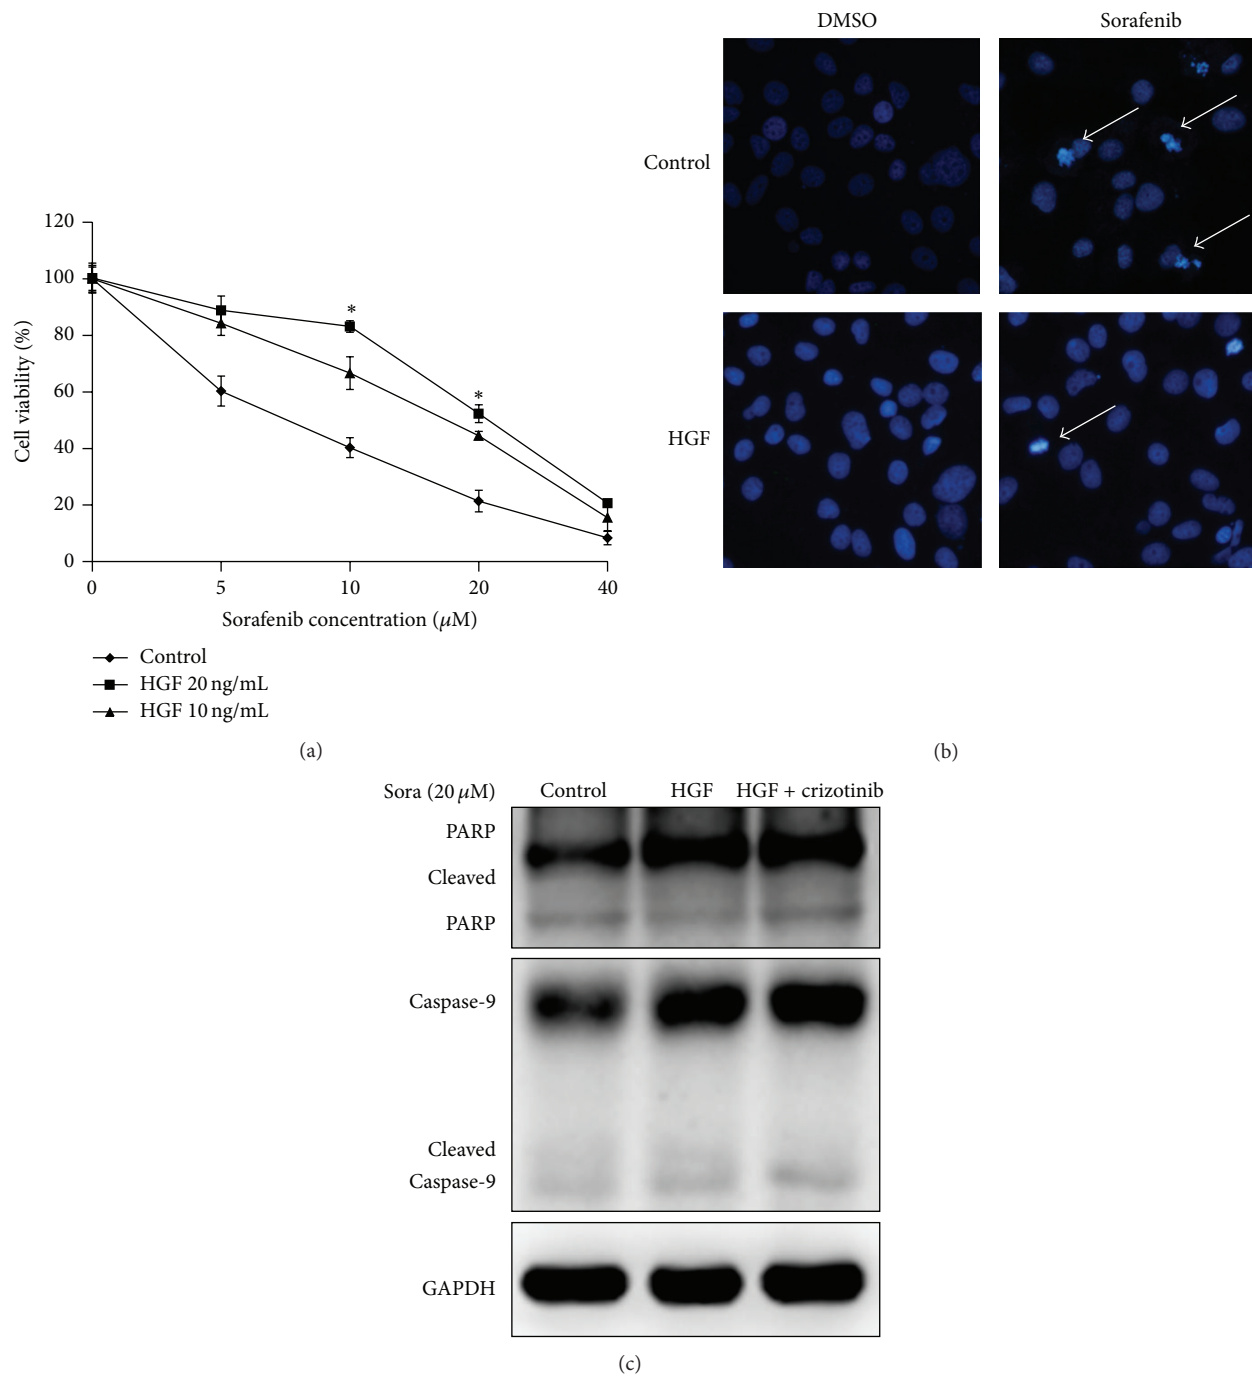 DMSO
Sorafenib
Control
HGF
120
100
80
60
40
20
0
Cell viability (%)
*
*
0 5 10 20 40
Sorafenib concentration (μM)
Control
HGF 20 ng/mL
HGF 10 ng/mL
(a)
(b)
Sora (20 μM) Control HGF HGF + crizotinib
PARP
Cleaved
PARP
Caspase-9
Cleaved
Caspase-9
GAPDH
(c)